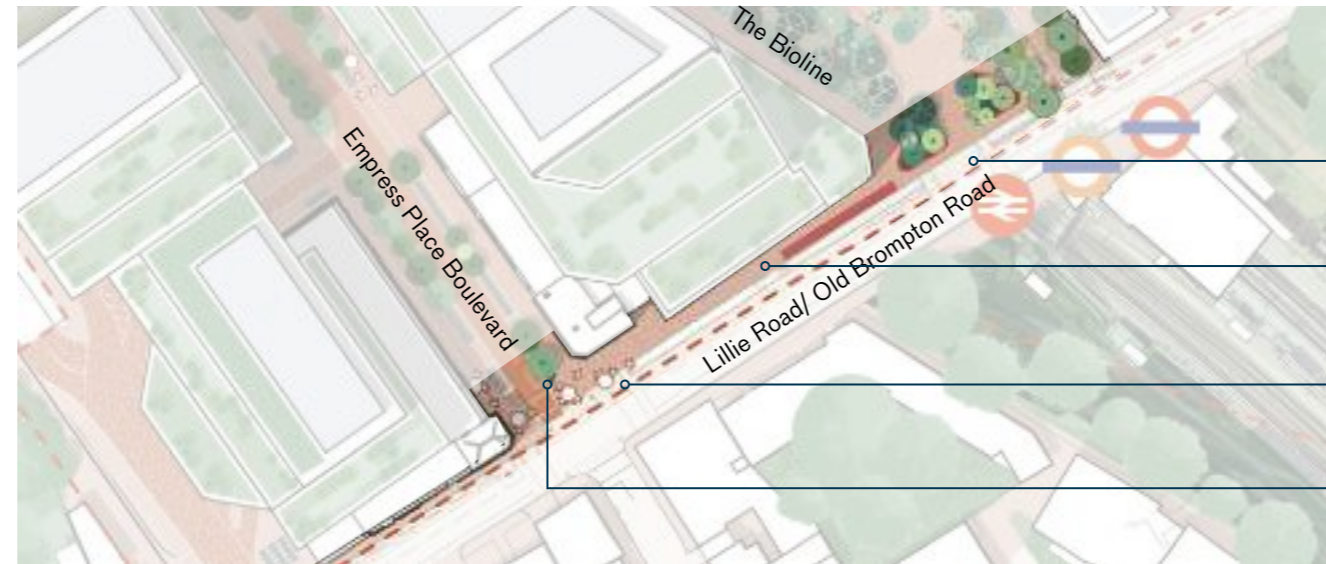 The Bioline
Empress Place Boulevard
Lillie Road/ Old Brompton Road